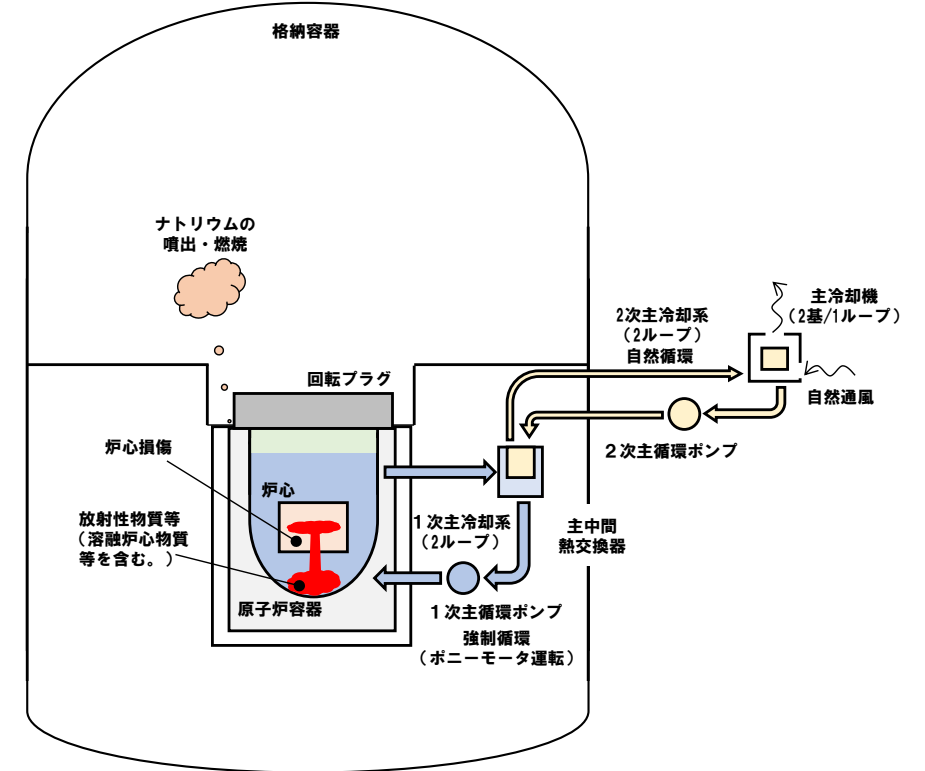 格納容器
ナトリウムの
噴出・燃焼
主冷却機
（2基/1ループ）
2次主冷却系
（2ループ）
自然循環
回転プラグ
自然通風
炉心損傷
２次主循環ポンプ
炉心
放射性物質等
（溶融炉心物質
等を含む。）
１次主冷却系
（2ループ）
主中間
熱交換器
原子炉容器
１次主循環ポンプ
強制循環
（ポニーモータ運転）